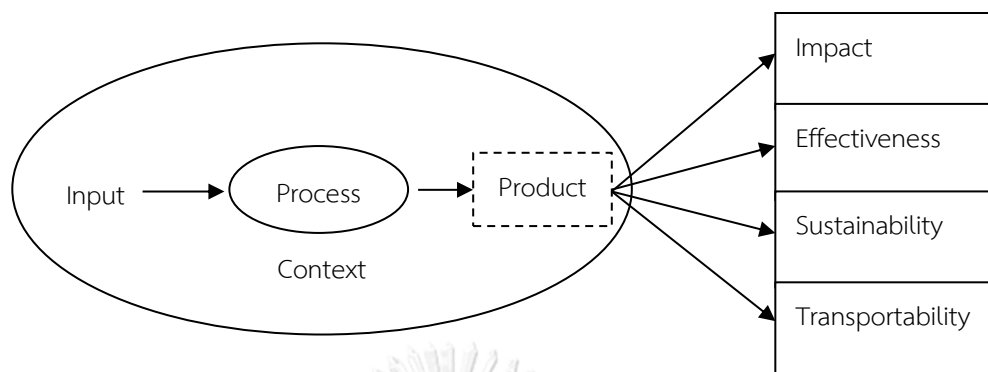 Impact
Effectiveness
Input
Process
Product
Sustainability
Context
Transportability